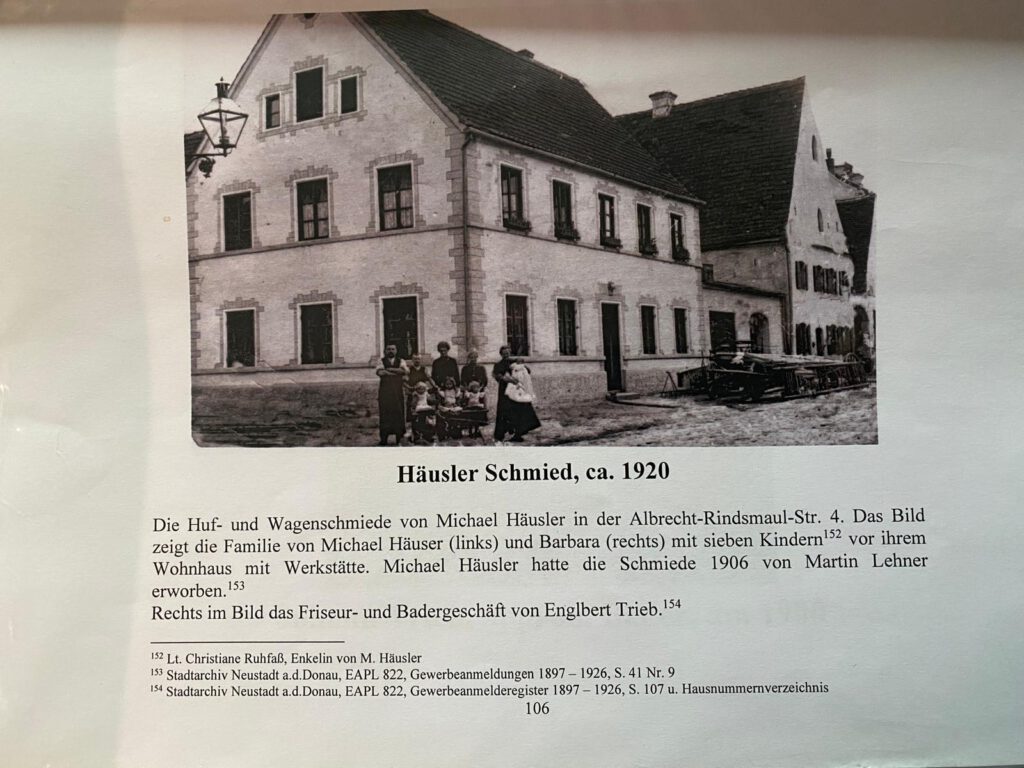 Häusler Schmied, ca. 1920
Die Huf- und Wagenschmiede von Michael Häusler in der Albrecht-Rindsmaul-Str. 4. Das Bild
zeigt die Familie von Michael Häuser (links) und Barbara (rechts) mit sieben Kindern¹⁵² vor ihrem
Wohnhaus mit Werkstätte. Michael Häusler hatte die Schmiede 1906 von Martin Lehner
erworben.¹⁵³
Rechts im Bild das Friseur- und Badergeschäft von Englbert Trieb.¹⁵⁴
¹⁵² Lt. Christiane Ruhfaß, Enkelin von M. Häusler
¹⁵³ Stadtarchiv Neustadt a.d.Donau, EAPL 822, Gewerbeanmeldungen 1897 – 1926, S. 41 Nr. 9
¹⁵⁴ Stadtarchiv Neustadt a.d.Donau, EAPL 822, Gewerbeanmelderegister 1897 – 1926, S. 107 u. Hausnummernverzeichnis
106